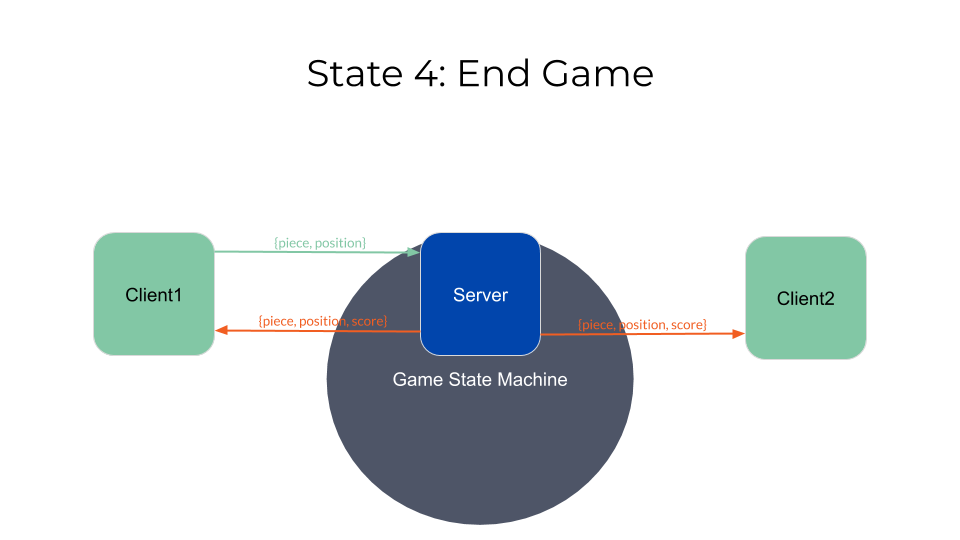 State 4: End Game
{piece, position}
Client1
Server
Client2
{piece, position, score}
{piece, position, score}
Game State Machine